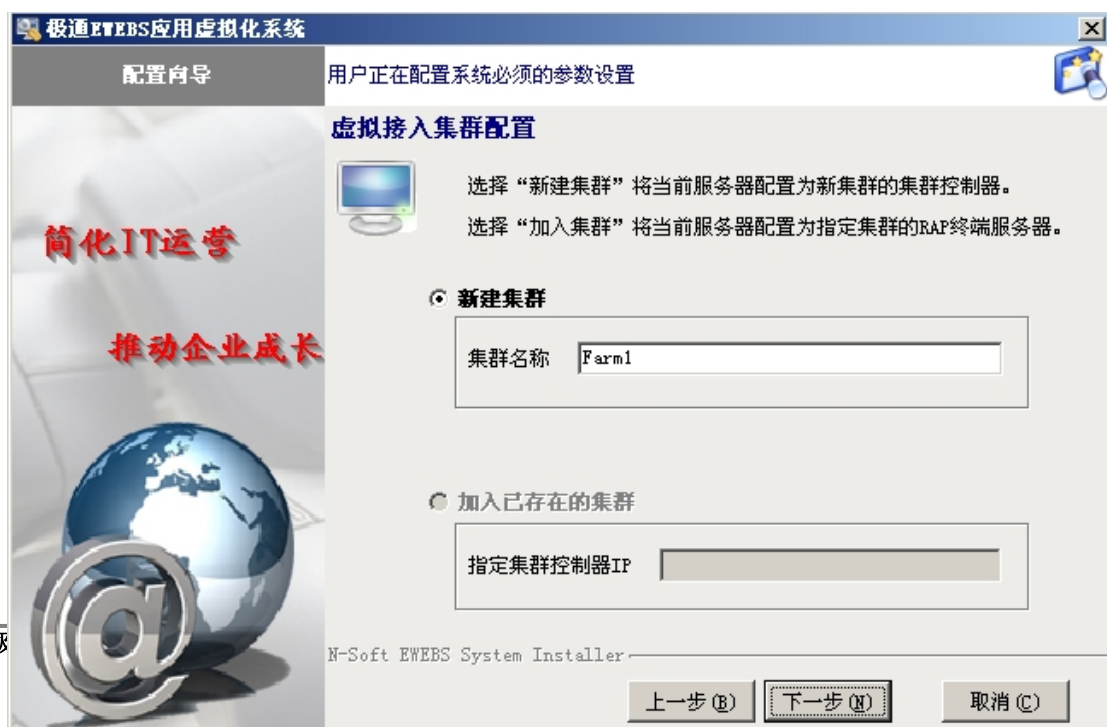 极通EWEBS应用虚拟化系统
配置向导
用户正在配置系统必须的参数设置
虚拟接入集群配置
选择“新建集群”将当前服务器配置为新集群的集群控制器。
选择“加入集群”将当前服务器配置为指定集群的RAP终端服务器。
简化IT运营
推动企业成长
新建集群
集群名称 Farm1
加入已存在的集群
指定集群控制器IP
N-Soft EWEBS System Installer
上一步(B) 下一步(N) 取消(C)